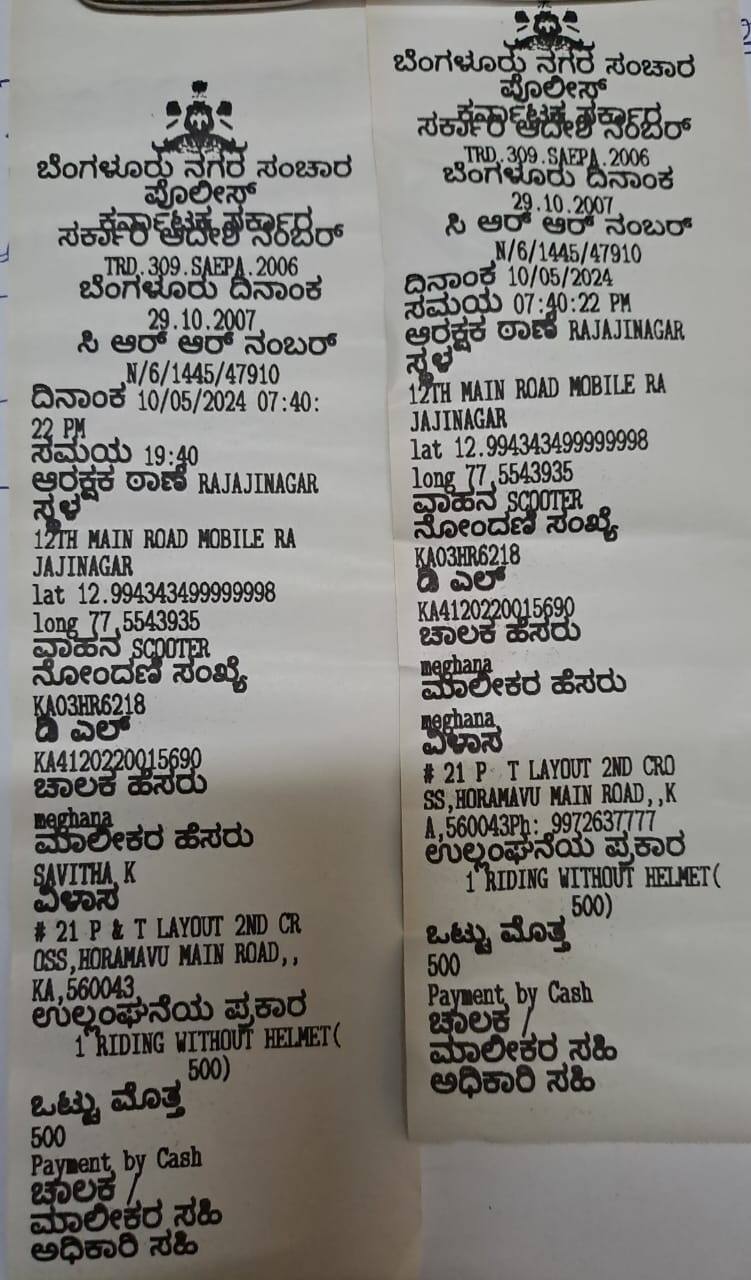 ಬೆಂಗಳೂರು ನಗರ ಸಂಚಾರ
ಪೊಲೀಸ್
ಕರ್ನಾಟಕ ಸರ್ಕಾರ
ಸರ್ಕಾರಿ ಆದೇಶ ನಂಬರ್
TRD.309.SAEPA.2006
ಬೆಂಗಳೂರು ದಿನಾಂಕ
29.10.2007
ಸಿ ಆರ್ ಆರ್ ನಂಬರ್
N/6/1445/47910
ದಿನಾಂಕ 10/05/2024 07:40:
22 PM
ಸಮಯ 19:40
ಆರಕ್ಷಕ ಠಾಣೆ RAJAJINAGAR
ಸ್ಥಳ
12TH MAIN ROAD MOBILE RA
JAJINAGAR
lat 12.994343499999998
long 77.5543935
ವಾಹನ SCOOTER
ನೋಂದಣಿ ಸಂಖ್ಯೆ
KA03HR6218
ಡಿ ಎಲ್
KA4120220015690
ಚಾಲಕ ಹೆಸರು
meghana
ಮಾಲೀಕರ ಹೆಸರು
SAVITHA K
ವಿಳಾಸ
# 21 P & T LAYOUT 2ND CR
OSS,HORAMAVU MAIN ROAD,,
KA,560043
ಉಲ್ಲಂಘನೆಯ ಪ್ರಕಾರ
1 RIDING WITHOUT HELMET(
500)
ಒಟ್ಟು ಮೊತ್ತ
500
Payment by Cash
ಚಾಲಕ /
ಮಾಲೀಕರ ಸಹಿ
ಅಧಿಕಾರಿ ಸಹಿ
ಬೆಂಗಳೂರು ನಗರ ಸಂಚಾರ
ಪೊಲೀಸ್
ಕರ್ನಾಟಕ ಸರ್ಕಾರ
ಸರ್ಕಾರಿ ಆದೇಶ ನಂಬರ್
TRD.309.SAEPA.2006
ಬೆಂಗಳೂರು ದಿನಾಂಕ
29.10.2007
ಸಿ ಆರ್ ಆರ್ ನಂಬರ್
N/6/1445/47910
ದಿನಾಂಕ 10/05/2024
ಸಮಯ 07:40:22 PM
ಆರಕ್ಷಕ ಠಾಣೆ RAJAJINAGAR
ಸ್ಥಳ
12TH MAIN ROAD MOBILE RA
JAJINAGAR
lat 12.994343499999998
long 77.5543935
ವಾಹನ SCOOTER
ನೋಂದಣಿ ಸಂಖ್ಯೆ
KA03HR6218
ಡಿ ಎಲ್
KA4120220015690
ಚಾಲಕ ಹೆಸರು
meghana
ಮಾಲೀಕರ ಹೆಸರು
meghana
ವಿಳಾಸ
# 21 P  T LAYOUT 2ND CRO
SS,HORAMAVU MAIN ROAD,,K
A,560043Ph: 9972637777
ಉಲ್ಲಂಘನೆಯ ಪ್ರಕಾರ
1 RIDING WITHOUT HELMET(
500)
ಒಟ್ಟು ಮೊತ್ತ
500
Payment by Cash
ಚಾಲಕ /
ಮಾಲೀಕರ ಸಹಿ
ಅಧಿಕಾರಿ ಸಹಿ